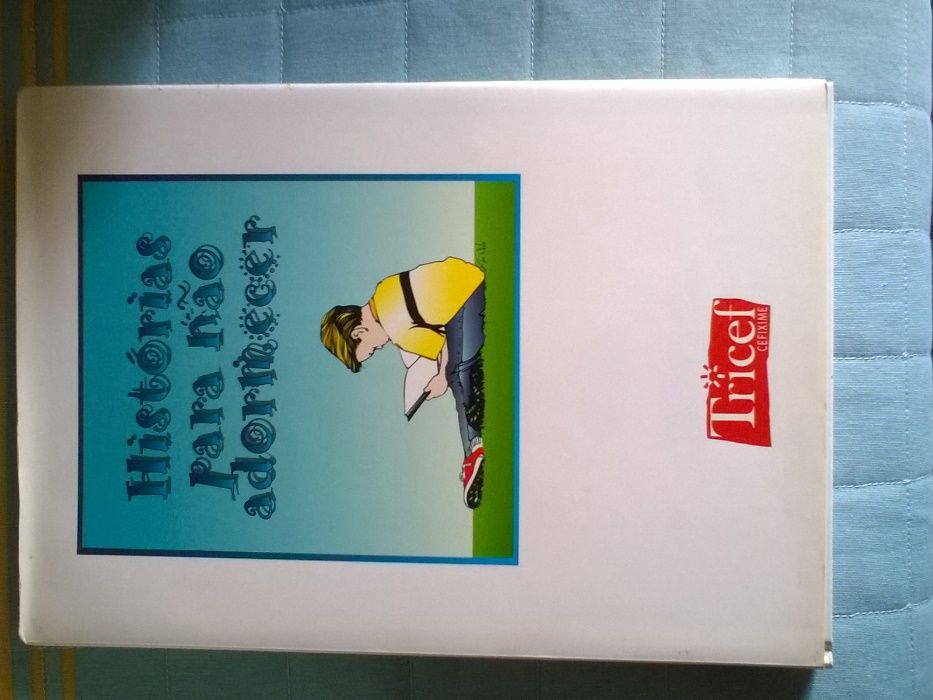 Histórias
para não
adormecer
Tricef
CEFIXIME